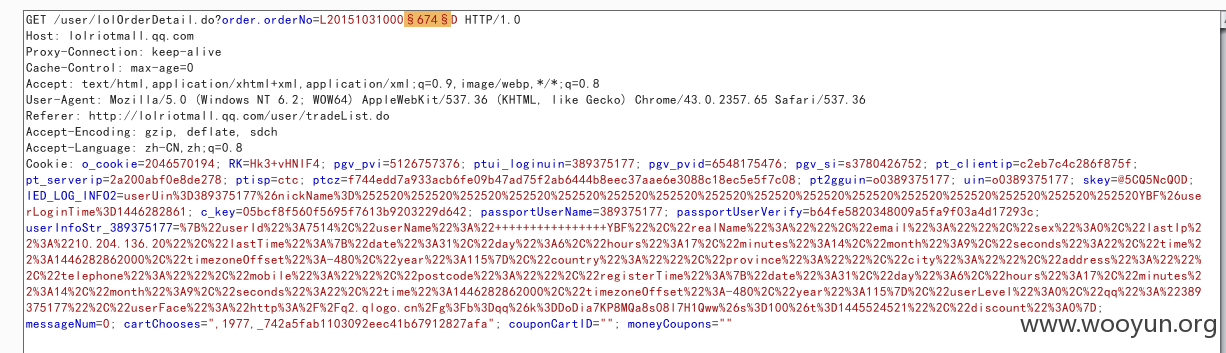 GET /user/lolOrderDetail.do?order.orderNo=L20151031000§674§D HTTP/1.0
Host: lolriotmall.qq.com
Proxy-Connection: keep-alive
Cache-Control: max-age=0
Accept: text/html,application/xhtml+xml,application/xml;q=0.9,image/webp,*/*;q=0.8
User-Agent: Mozilla/5.0 (Windows NT 6.2; WOW64) AppleWebKit/537.36 (KHTML, like Gecko) Chrome/43.0.2357.65 Safari/537.36
Referer: http://lolriotmall.qq.com/user/tradeList.do
Accept-Encoding: gzip, deflate, sdch
Accept-Language: zh-CN,zh;q=0.8
Cookie: o_cookie=2046570194; RK=Hk3+vHNlF4; pgv_pvi=5126757376; ptui_loginuin=389375177; pgv_pvid=6548175476; pgv_si=s3780426752; pt_clientip=c2eb7c4c286f875f;
pt_serverip=2a200abf0e8de278; ptisp=ctc; ptcz=f744edd7a933acb6fe09b47ad75f2ab6444b8eec37aae6e3088c18ec5e5f7c08; pt2gguin=o0389375177; uin=o0389375177; skey=@5CQ5NcQOD;
IED_LOG_INFO2=userUin%3D389375177%26nickName%3D%252520%252520%252520%252520%252520%252520%252520%252520%252520%252520%252520%252520%252520%252520%252520%252520YBF%26use
rLoginTime%3D1446282861; c_key=05bcf8f560f5695f7613b9203229d642; passportUserName=389375177; passportUserVerify=b64fe5820348009a5fa9f03a4d17293c;
userInfoStr_389375177=%7B%22userId%22%3A7514%2C%22userName%22%3A%22++++++++++++++++YBF%22%2C%22realName%22%3A%22%22%2C%22email%22%3A%22%22%2C%22sex%22%3A0%2C%22lastIp%2
2%3A%2210.204.136.20%22%2C%22lastTime%22%3A%7B%22date%22%3A31%2C%22day%22%3A6%2C%22hours%22%3A17%2C%22minutes%22%3A14%2C%22month%22%3A9%2C%22seconds%22%3A22%2C%22time%2
2%3A1446282862000%2C%22timezoneOffset%22%3A-480%2C%22year%22%3A115%7D%2C%22country%22%3A%22%22%2C%22province%22%3A%22%22%2C%22city%22%3A%22%22%2C%22address%22%3A%22%22%
2C%22telephone%22%3A%22%22%2C%22mobile%22%3A%22%22%2C%22postcode%22%3A%22%22%2C%22registerTime%22%3A%7B%22date%22%3A31%2C%22day%22%3A6%2C%22hours%22%3A17%2C%22minutes%2
2%3A14%2C%22month%22%3A9%2C%22seconds%22%3A22%2C%22time%22%3A1446282862000%2C%22timezoneOffset%22%3A-480%2C%22year%22%3A115%7D%2C%22userLevel%22%3A0%2C%22qq%22%3A%22389
375177%22%2C%22userFace%22%3A%22http%3A%2F%2Fq2.qlogo.cn%2Fg%3Fb%3Dqq%26k%3DDoDia7KP8MQa8s08l7H1Qww%26s%3D100%26t%3D1445524521%22%2C%22discount%22%3A0%7D;
messageNum=0; cartChooses=",1977,_742a5fab1103092eec41b67912827afa"; couponCartID=""; moneyCoupons=""
www.wooyun.org